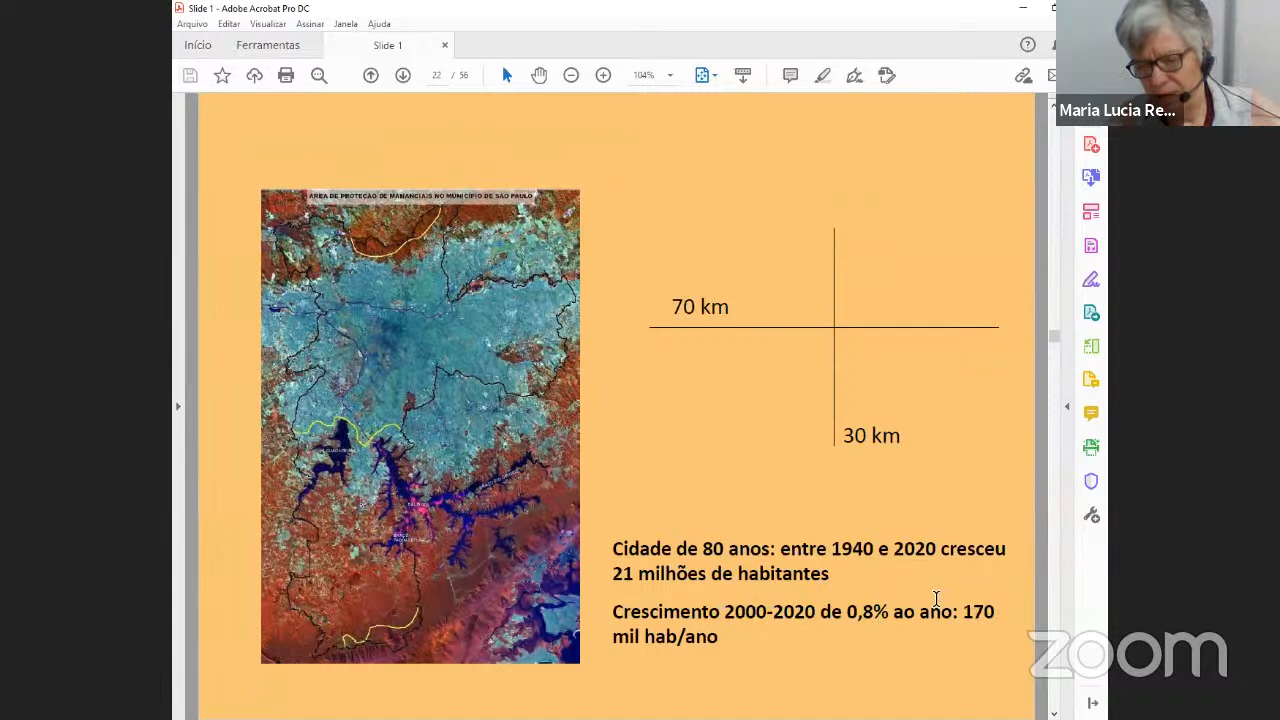 Slide 1 - Adobe Acrobat Pro DC
Arquivo Editar Visualizar Assinar Janela Ajuda
Início Ferramentas Slide 1 ×
22 / 56 104%
Maria Lucia Re...
ÁREA DE PROTEÇÃO DE MANANCIAIS NO MUNICÍPIO DE SÃO PAULO
70 km
30 km
Cidade de 80 anos: entre 1940 e 2020 cresceu
21 milhões de habitantes
Crescimento 2000-2020 de 0,8% ao ano: 170
mil hab/ano
zoom